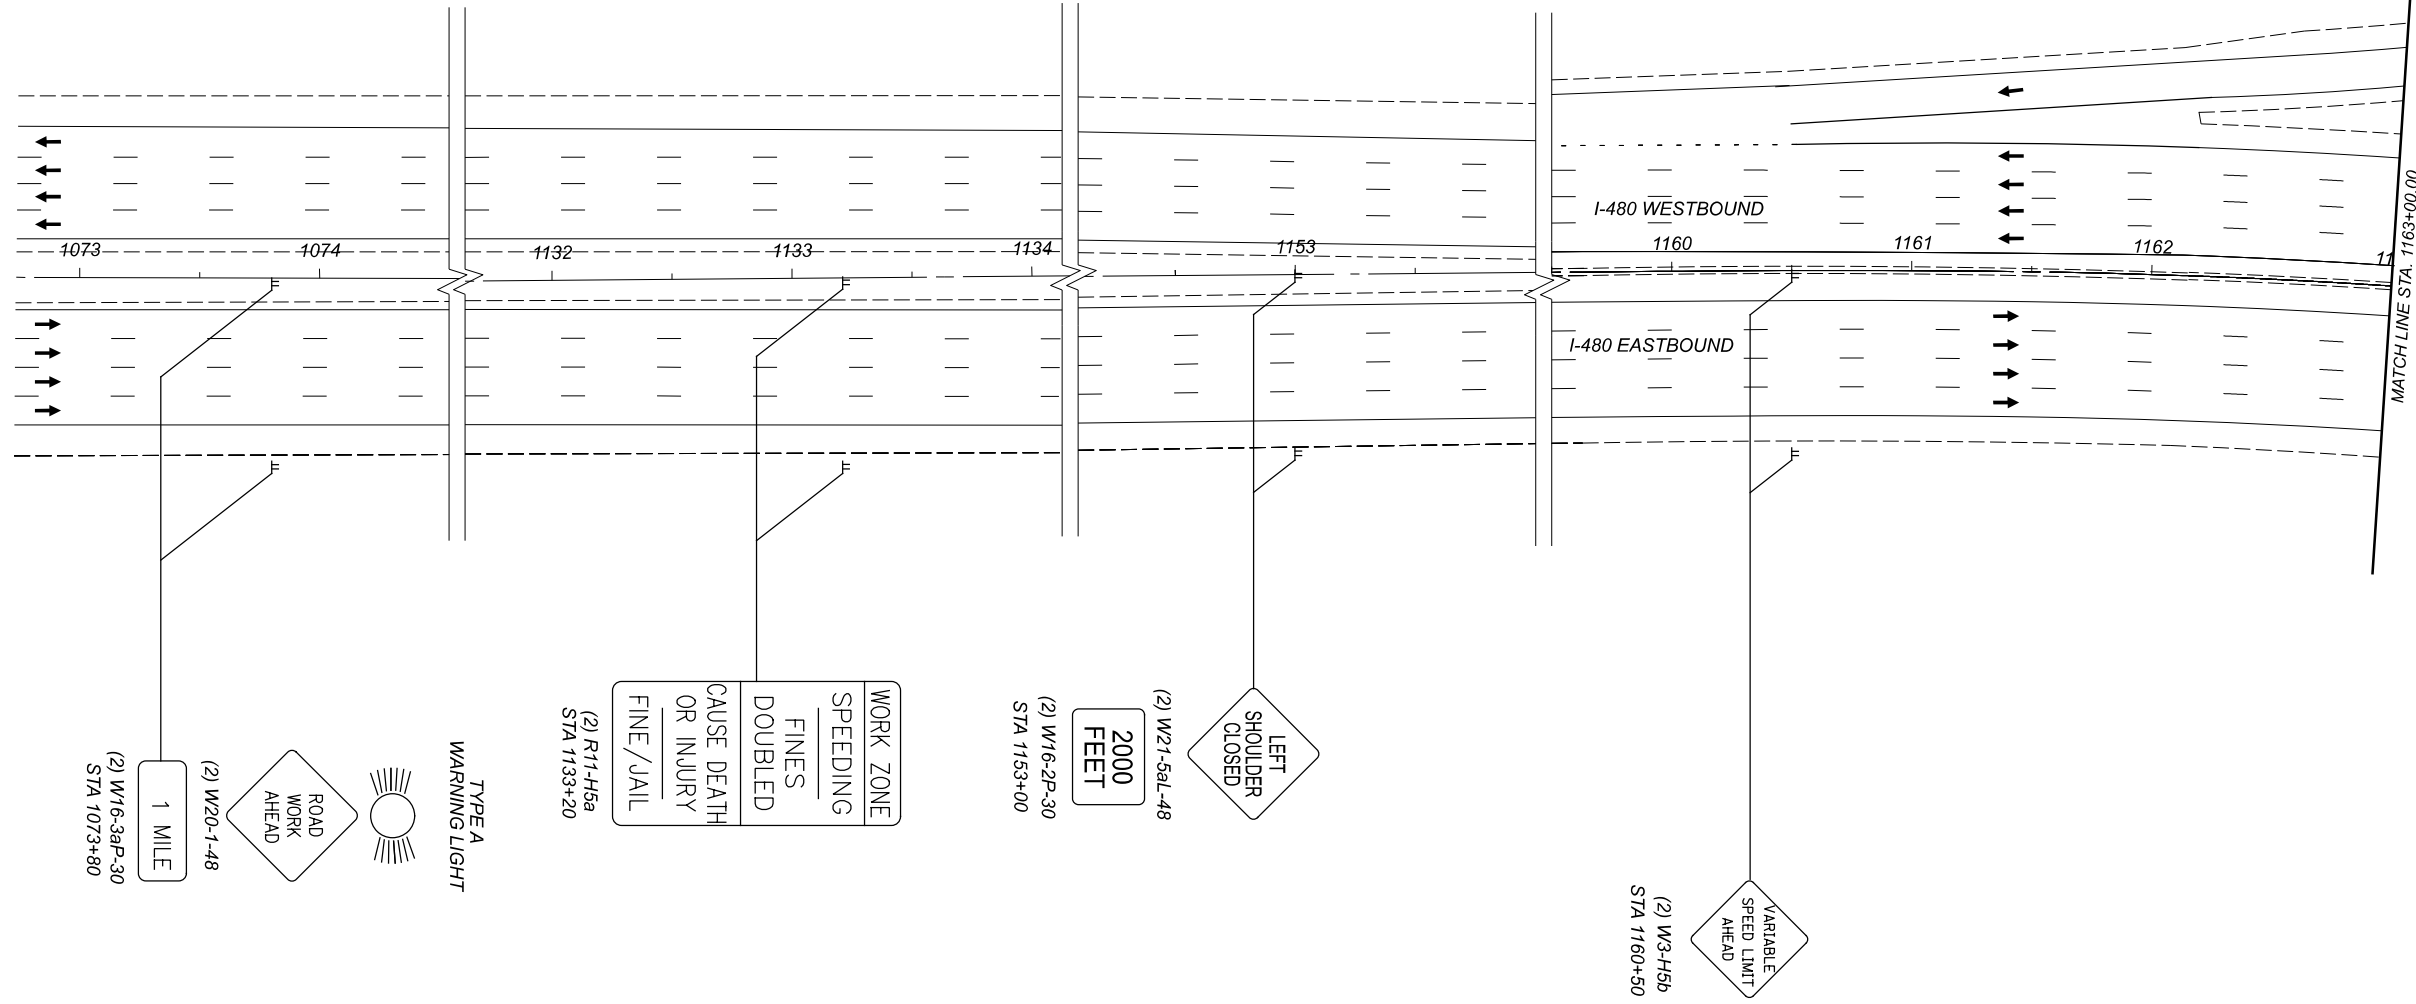 I-480 WESTBOUND
1073
1074
1132
1133
1134
1153
1160
1161
1162
11
I-480 EASTBOUND
MATCH LINE STA. 1163+00.00
TYPE A
WARNING LIGHT
ROAD
WORK
AHEAD
(2) W20-1-48
1 MILE
(2) W16-3aP-30
STA 1073+80
WORK ZONE
SPEEDING
FINES
DOUBLED
CAUSE DEATH
OR INJURY
FINE/JAIL
(2) R11-H5a
STA 1133+20
LEFT
SHOULDER
CLOSED
(2) W21-5aL-48
2000
FEET
(2) W16-2P-30
STA 1153+00
VARIABLE
SPEED LIMIT
AHEAD
(2) W3-H5b
STA 1160+50